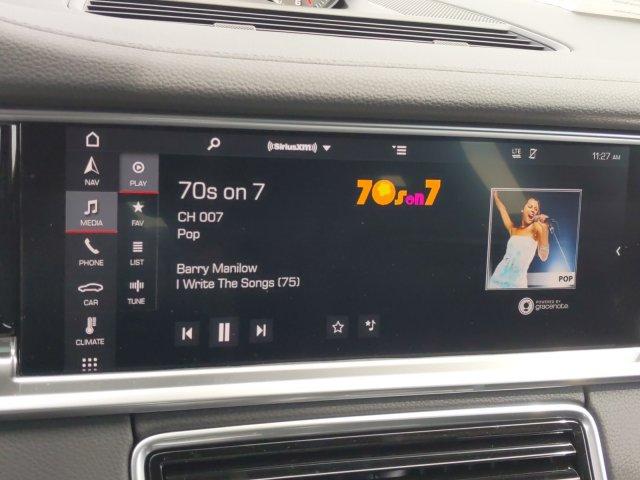 ((SiriusXM))
LTE
11:27 AM
NAV
MEDIA
PHONE
CAR
CLIMATE
PLAY
FAV
LIST
TUNE
70s on 7
CH 007
Pop
Barry Manilow
I Write The Songs (75)
70s on 7
POP
POWERED BY
gracenote.